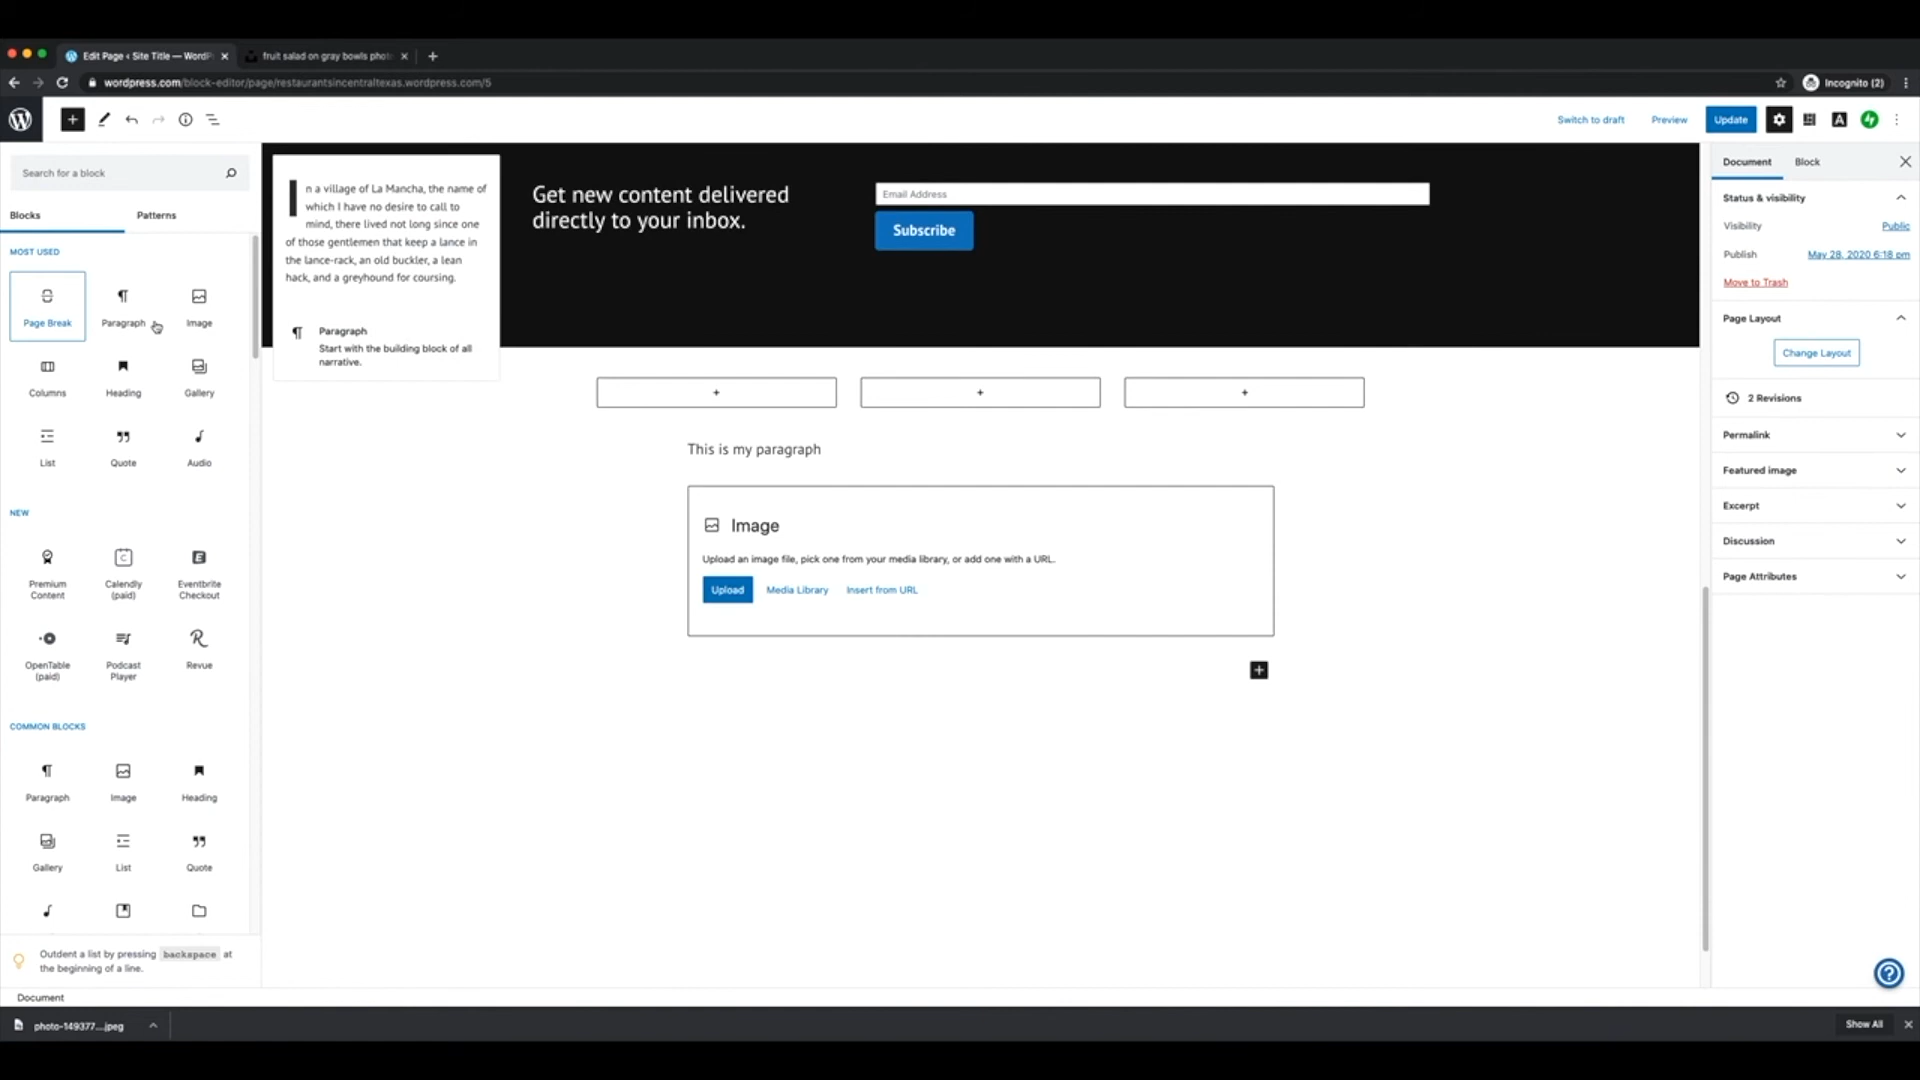 Edit Page ‹ Site Title — WordP
fruit salad on gray bowls phot
wordpress.com/block-editor/page/restaurantsincentraltexas.wordpress.com/5
Incognito (2)
Switch to draft
Preview
Update
Search for a block
Blocks
Patterns
MOST USED
Page Break
Paragraph
Image
Columns
Heading
Gallery
List
Quote
Audio
NEW
Premium
Content
Calendly
(paid)
Eventbrite
Checkout
OpenTable
(paid)
Podcast
Player
Revue
COMMON BLOCKS
Paragraph
Image
Heading
Gallery
List
Quote
Outdent a list by pressing backspace at
the beginning of a line.
Document
In a village of La Mancha, the name of
which I have no desire to call to
mind, there lived not long since one
of those gentlemen that keep a lance in
the lance-rack, an old buckler, a lean
hack, and a greyhound for coursing.
Paragraph
Start with the building block of all
narrative.
Get new content delivered
directly to your inbox.
Email Address
Subscribe
This is my paragraph
Image
Upload an image file, pick one from your media library, or add one with a URL.
Upload
Media Library
Insert from URL
Document
Block
Status & visibility
Visibility
Public
Publish
May 28, 2020 6:18 pm
Move to Trash
Page Layout
Change Layout
2 Revisions
Permalink
Featured image
Excerpt
Discussion
Page Attributes
photo-149377....jpeg
Show All